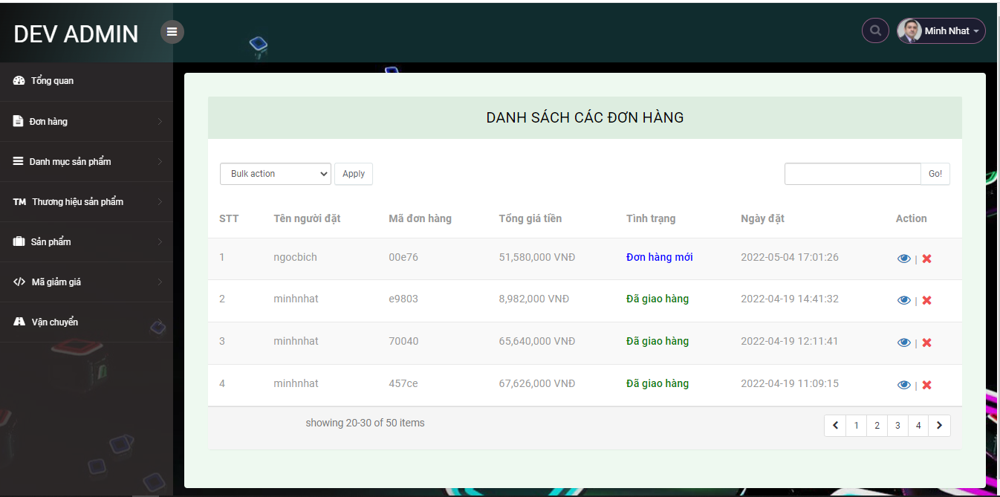 DEV ADMIN
Minh Nhat
Tổng quan
Đơn hàng
Danh mục sản phẩm
TM Thương hiệu sản phẩm
Sản phẩm
Mã giảm giá
Vận chuyển
DANH SÁCH CÁC ĐƠN HÀNG
Bulk action Apply Go!
STT Tên người đặt Mã đơn hàng Tổng giá tiền Tình trạng Ngày đặt Action
1 ngocbich 00e76 51,580,000 VNĐ Đơn hàng mới 2022-05-04 17:01:26 |
2 minhnhat e9803 8,982,000 VNĐ Đã giao hàng 2022-04-19 14:41:32 |
3 minhnhat 70040 65,640,000 VNĐ Đã giao hàng 2022-04-19 12:11:41 |
4 minhnhat 457ce 67,626,000 VNĐ Đã giao hàng 2022-04-19 11:09:15 |
showing 20-30 of 50 items 1 2 3 4